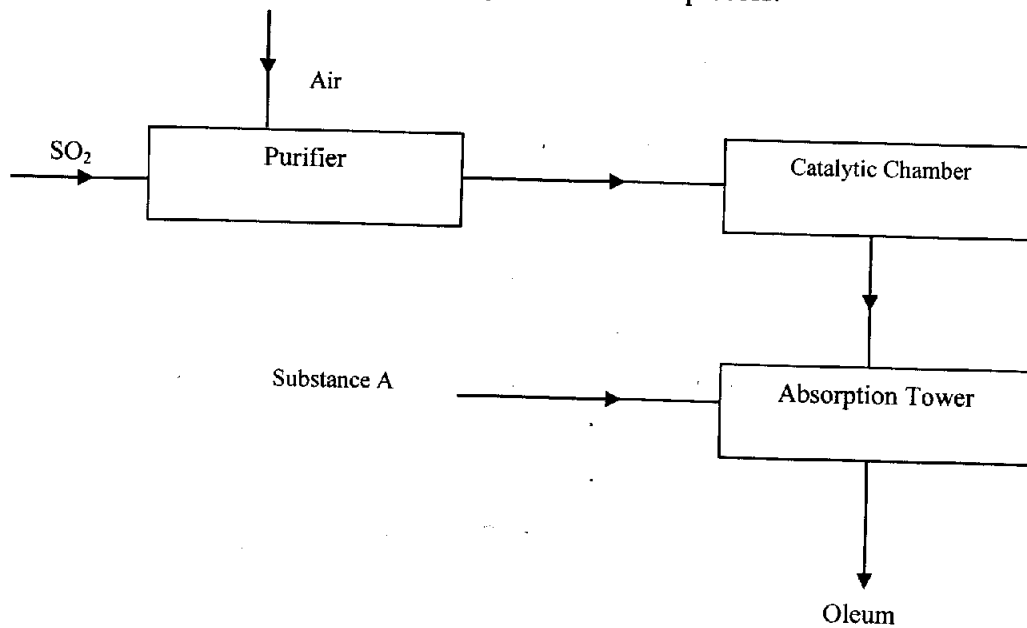 Air
SO₂
Purifier
Catalytic Chamber
Substance A
Absorption Tower
Oleum